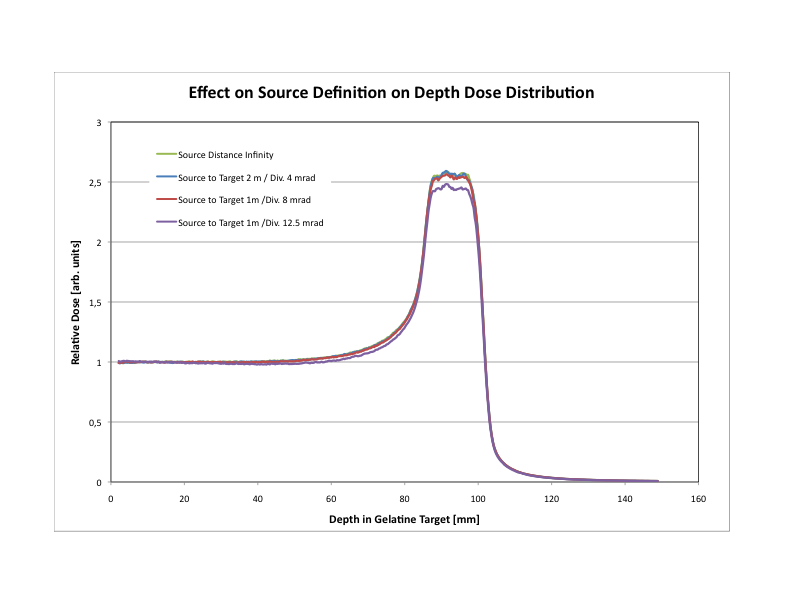 Effect on Source Definition on Depth Dose Distribution
3
Source Distance Infinity
Source to Target 2 m / Div. 4 mrad
2,5
Source to Target 1m /Div. 8 mrad
Source to Target 1m /Div. 12.5 mrad
2
Relative Dose [arb. units]
1,5
1
0,5
0
0 20 40 60 80 100 120 140 160
Depth in Gelatine Target [mm]